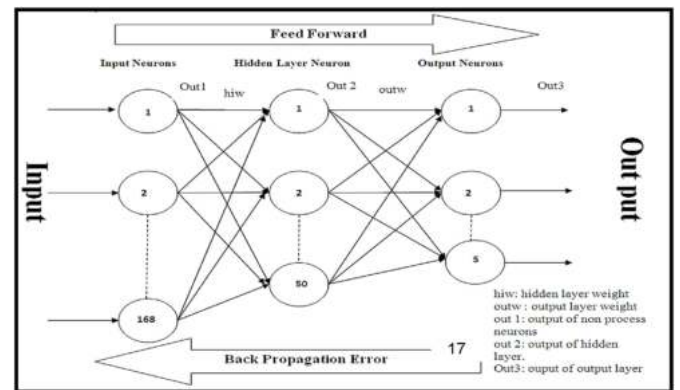 Feed Forward
Input Neurons Hidden Layer Neuron Output Neurons
Out1 hiw Out 2 outw Out3
1 1 1
Input
2 2 2
Out put
50 5
168
hiw: hidden layer weight
outw : output layer weight
out 1: output of non process
neurons
out 2: output of hidden
layer.
Out3: ouput of output layer
17
Back Propagation Error